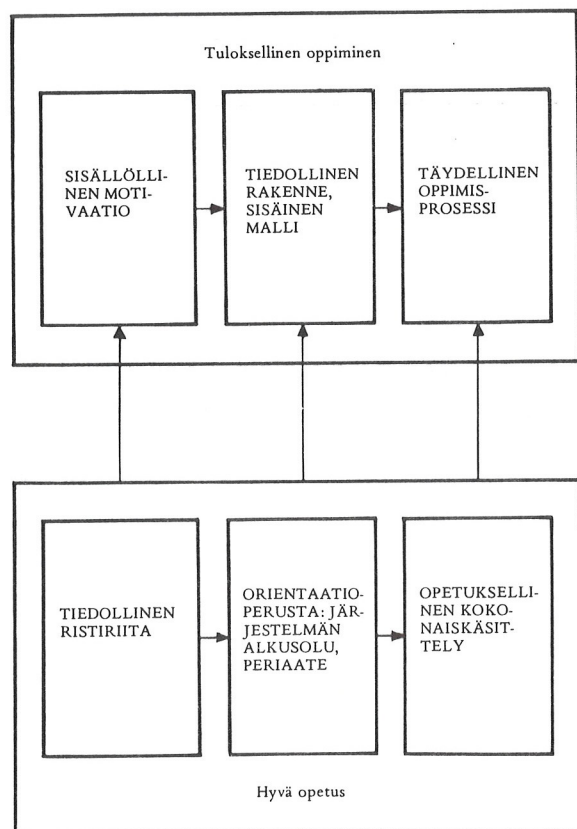 Tuloksellinen oppiminen
SISÄLLÖLLI-
NEN MOTI-
VAATIO
TIEDOLLINEN
RAKENNE,
SISÄINEN
MALLI
TÄYDELLINEN
OPPIMIS-
PROSESSI
TIEDOLLINEN
RISTIRIITA
ORIENTAATIO-
PERUSTA: JÄR-
JESTELMÄN
ALKUSOLU,
PERIAATE
OPETUKSELLI-
NEN KOKO-
NAISKÄSIT-
TELY
Hyvä opetus